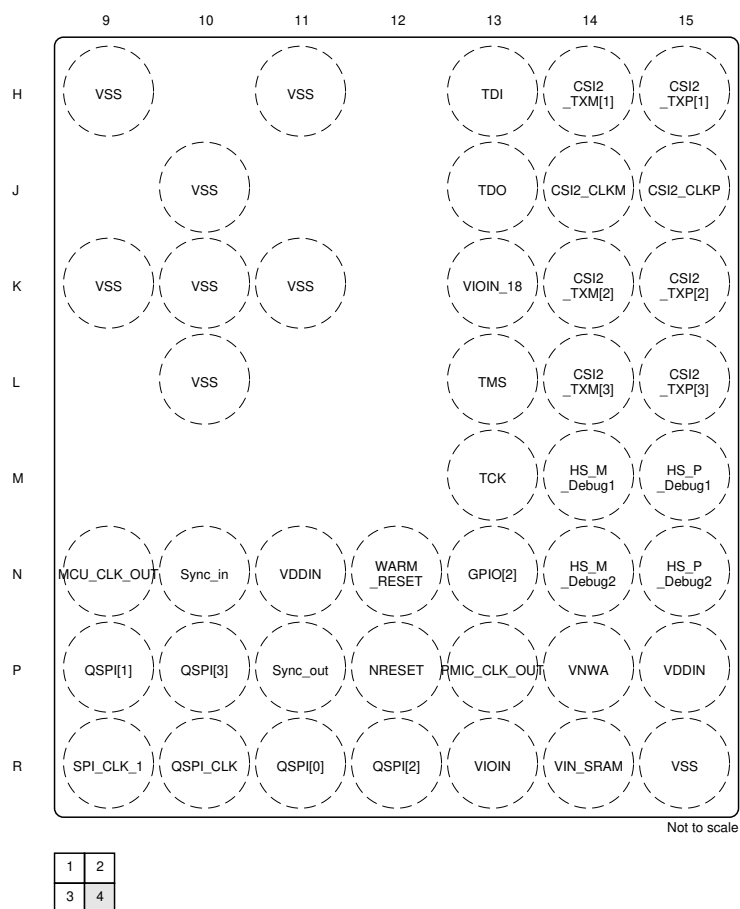 9 10 11 12 13 14 15
H VSS VSS TDI CSI2 _TXM[1] CSI2 _TXP[1]
J VSS TDO CSI2_CLKM CSI2_CLKP
K VSS VSS VSS VIOIN_18 CSI2 _TXM[2] CSI2 _TXP[2]
L VSS TMS CSI2 _TXM[3] CSI2 _TXP[3]
M TCK HS_M _Debug1 HS_P _Debug1
N MCU_CLK_OUT Sync_in VDDIN WARM _RESET GPIO[2] HS_M _Debug2 HS_P _Debug2
P QSPI[1] QSPI[3] Sync_out NRESET PMIC_CLK_OUT VNWA VDDIN
R SPI_CLK_1 QSPI_CLK QSPI[0] QSPI[2] VIOIN VIN_SRAM VSS
Not to scale
1 2
3 4